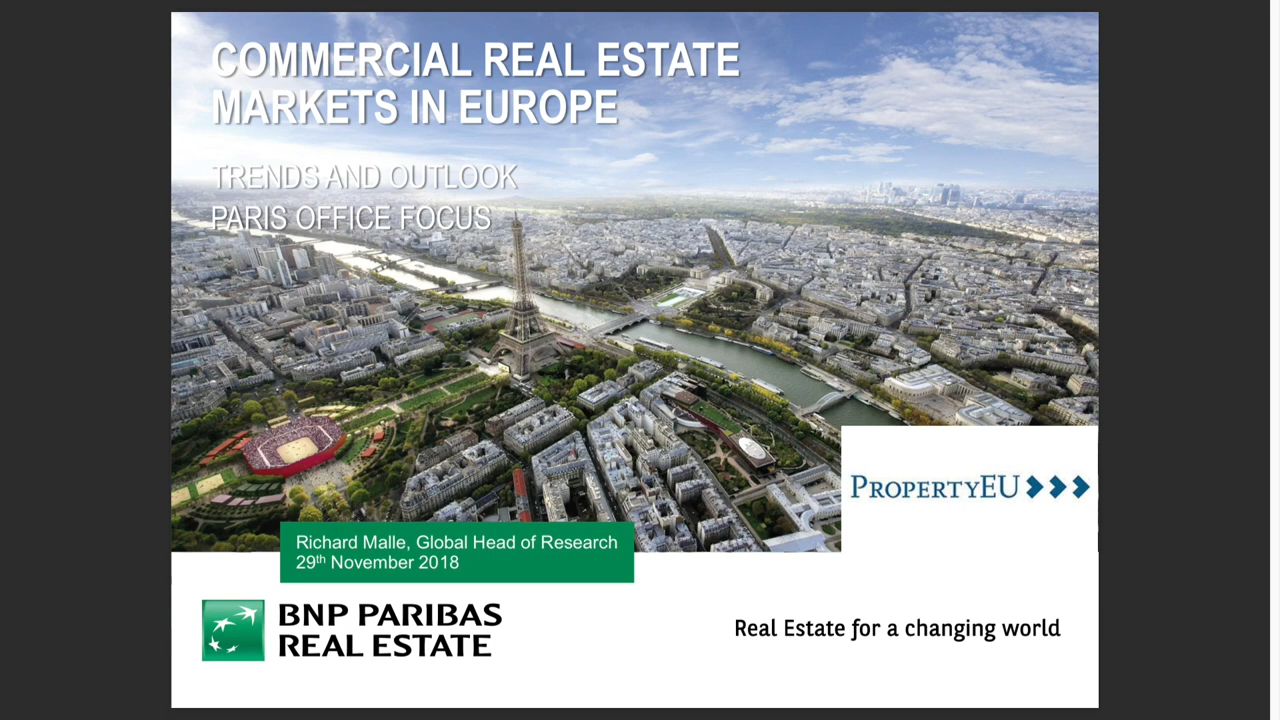 COMMERCIAL REAL ESTATE
MARKETS IN EUROPE
TRENDS AND OUTLOOK
PARIS OFFICE FOCUS
PROPERTYEU
Richard Malle, Global Head of Research
29th November 2018
BNP PARIBAS
REAL ESTATE
Real Estate for a changing world